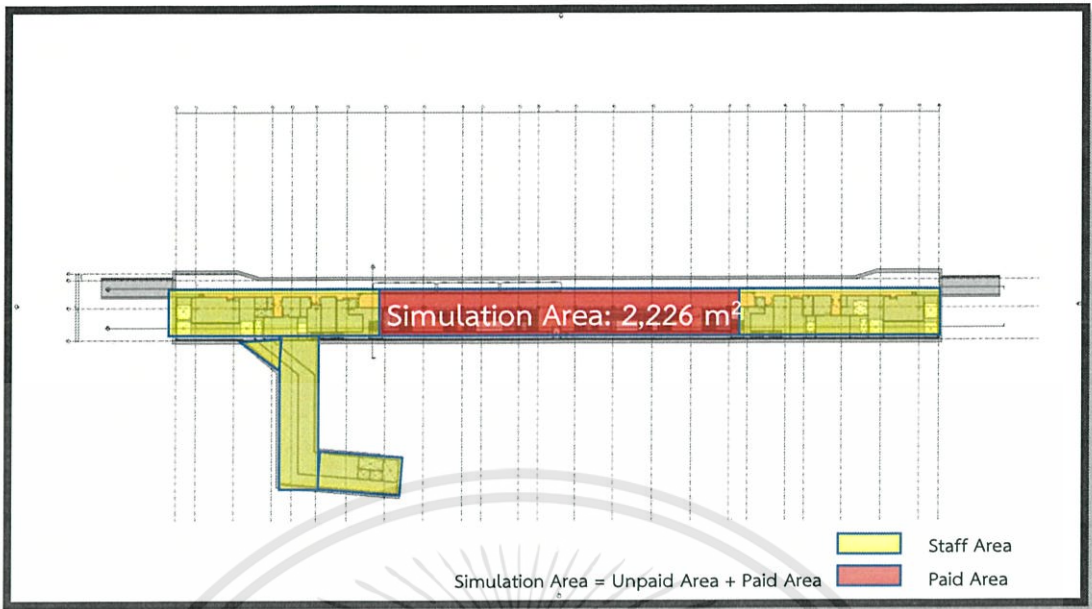 Simulation Area: 2,226 m²
Staff Area
Simulation Area = Unpaid Area + Paid Area
Paid Area